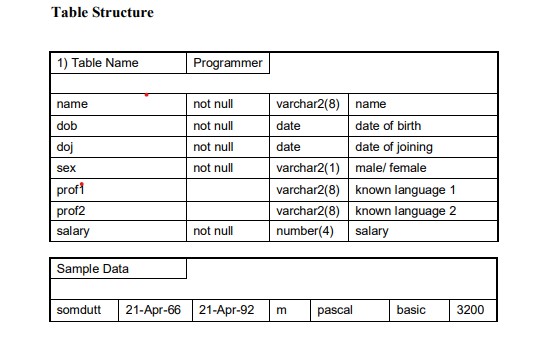 Table Structure
1) Table Name Programmer
name not null varchar2(8) name
dob not null date date of birth
doj not null date date of joining
sex not null varchar2(1) male/ female
prof1 varchar2(8) known language 1
prof2 varchar2(8) known language 2
salary not null number(4) salary
Sample Data
somdutt 21-Apr-66 21-Apr-92 m pascal basic 3200